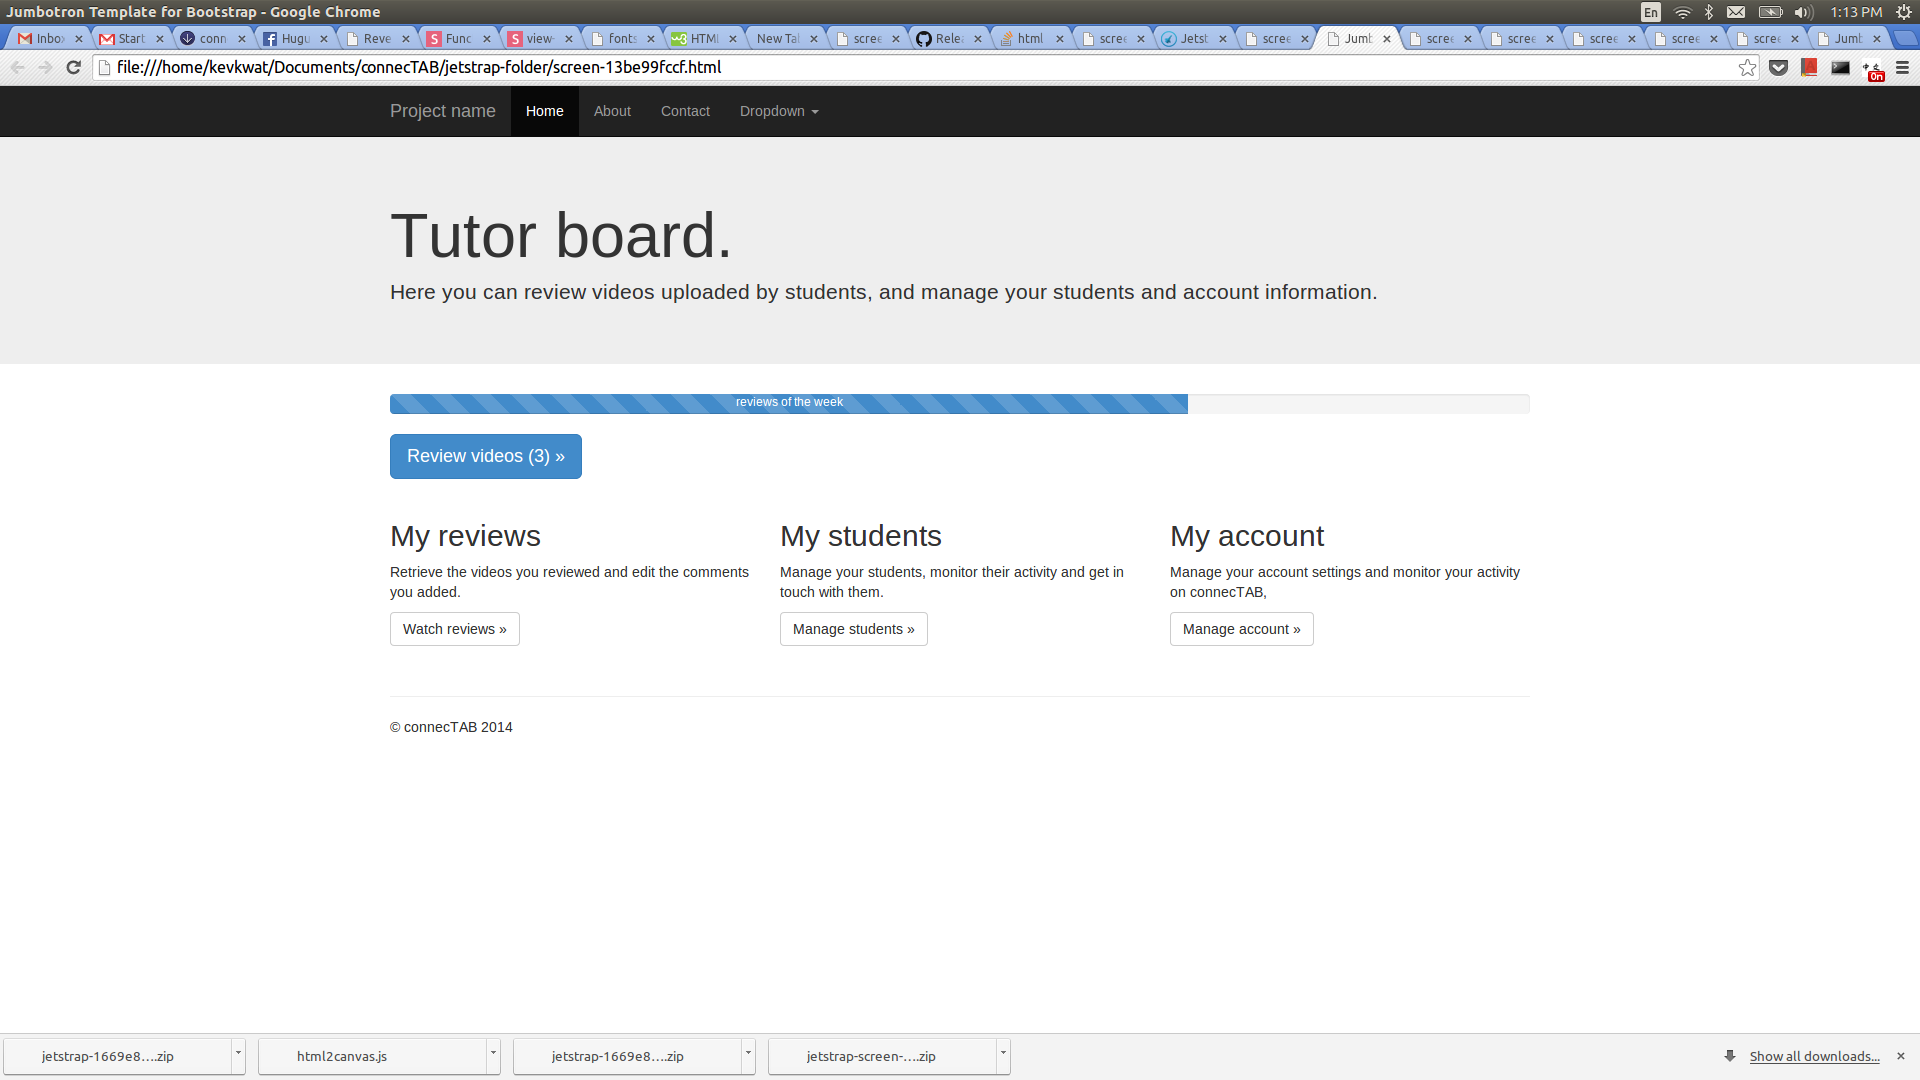 Jumbotron Template for Bootstrap - Google Chrome
En
1:13 PM
Inbox
Start
conn
Hugu
Reve
Func
view-
fonts
HTML
New Tab
scree
Relea
html
scree
Jetst
scree
Jumb
scree
scree
scree
scree
scree
Jumb
file:///home/kevkwat/Documents/connecTAB/jetstrap-folder/screen-13be99fccf.html
On
Project name
Home
About
Contact
Dropdown
Tutor board.
Here you can review videos uploaded by students, and manage your students and account information.
reviews of the week
Review videos (3) »
My reviews
Retrieve the videos you reviewed and edit the comments
you added.
Watch reviews »
My students
Manage your students, monitor their activity and get in
touch with them.
Manage students »
My account
Manage your account settings and monitor your activity
on connecTAB,
Manage account »
© connecTAB 2014
jetstrap-1669e8....zip
html2canvas.js
jetstrap-1669e8....zip
jetstrap-screen-....zip
Show all downloads...